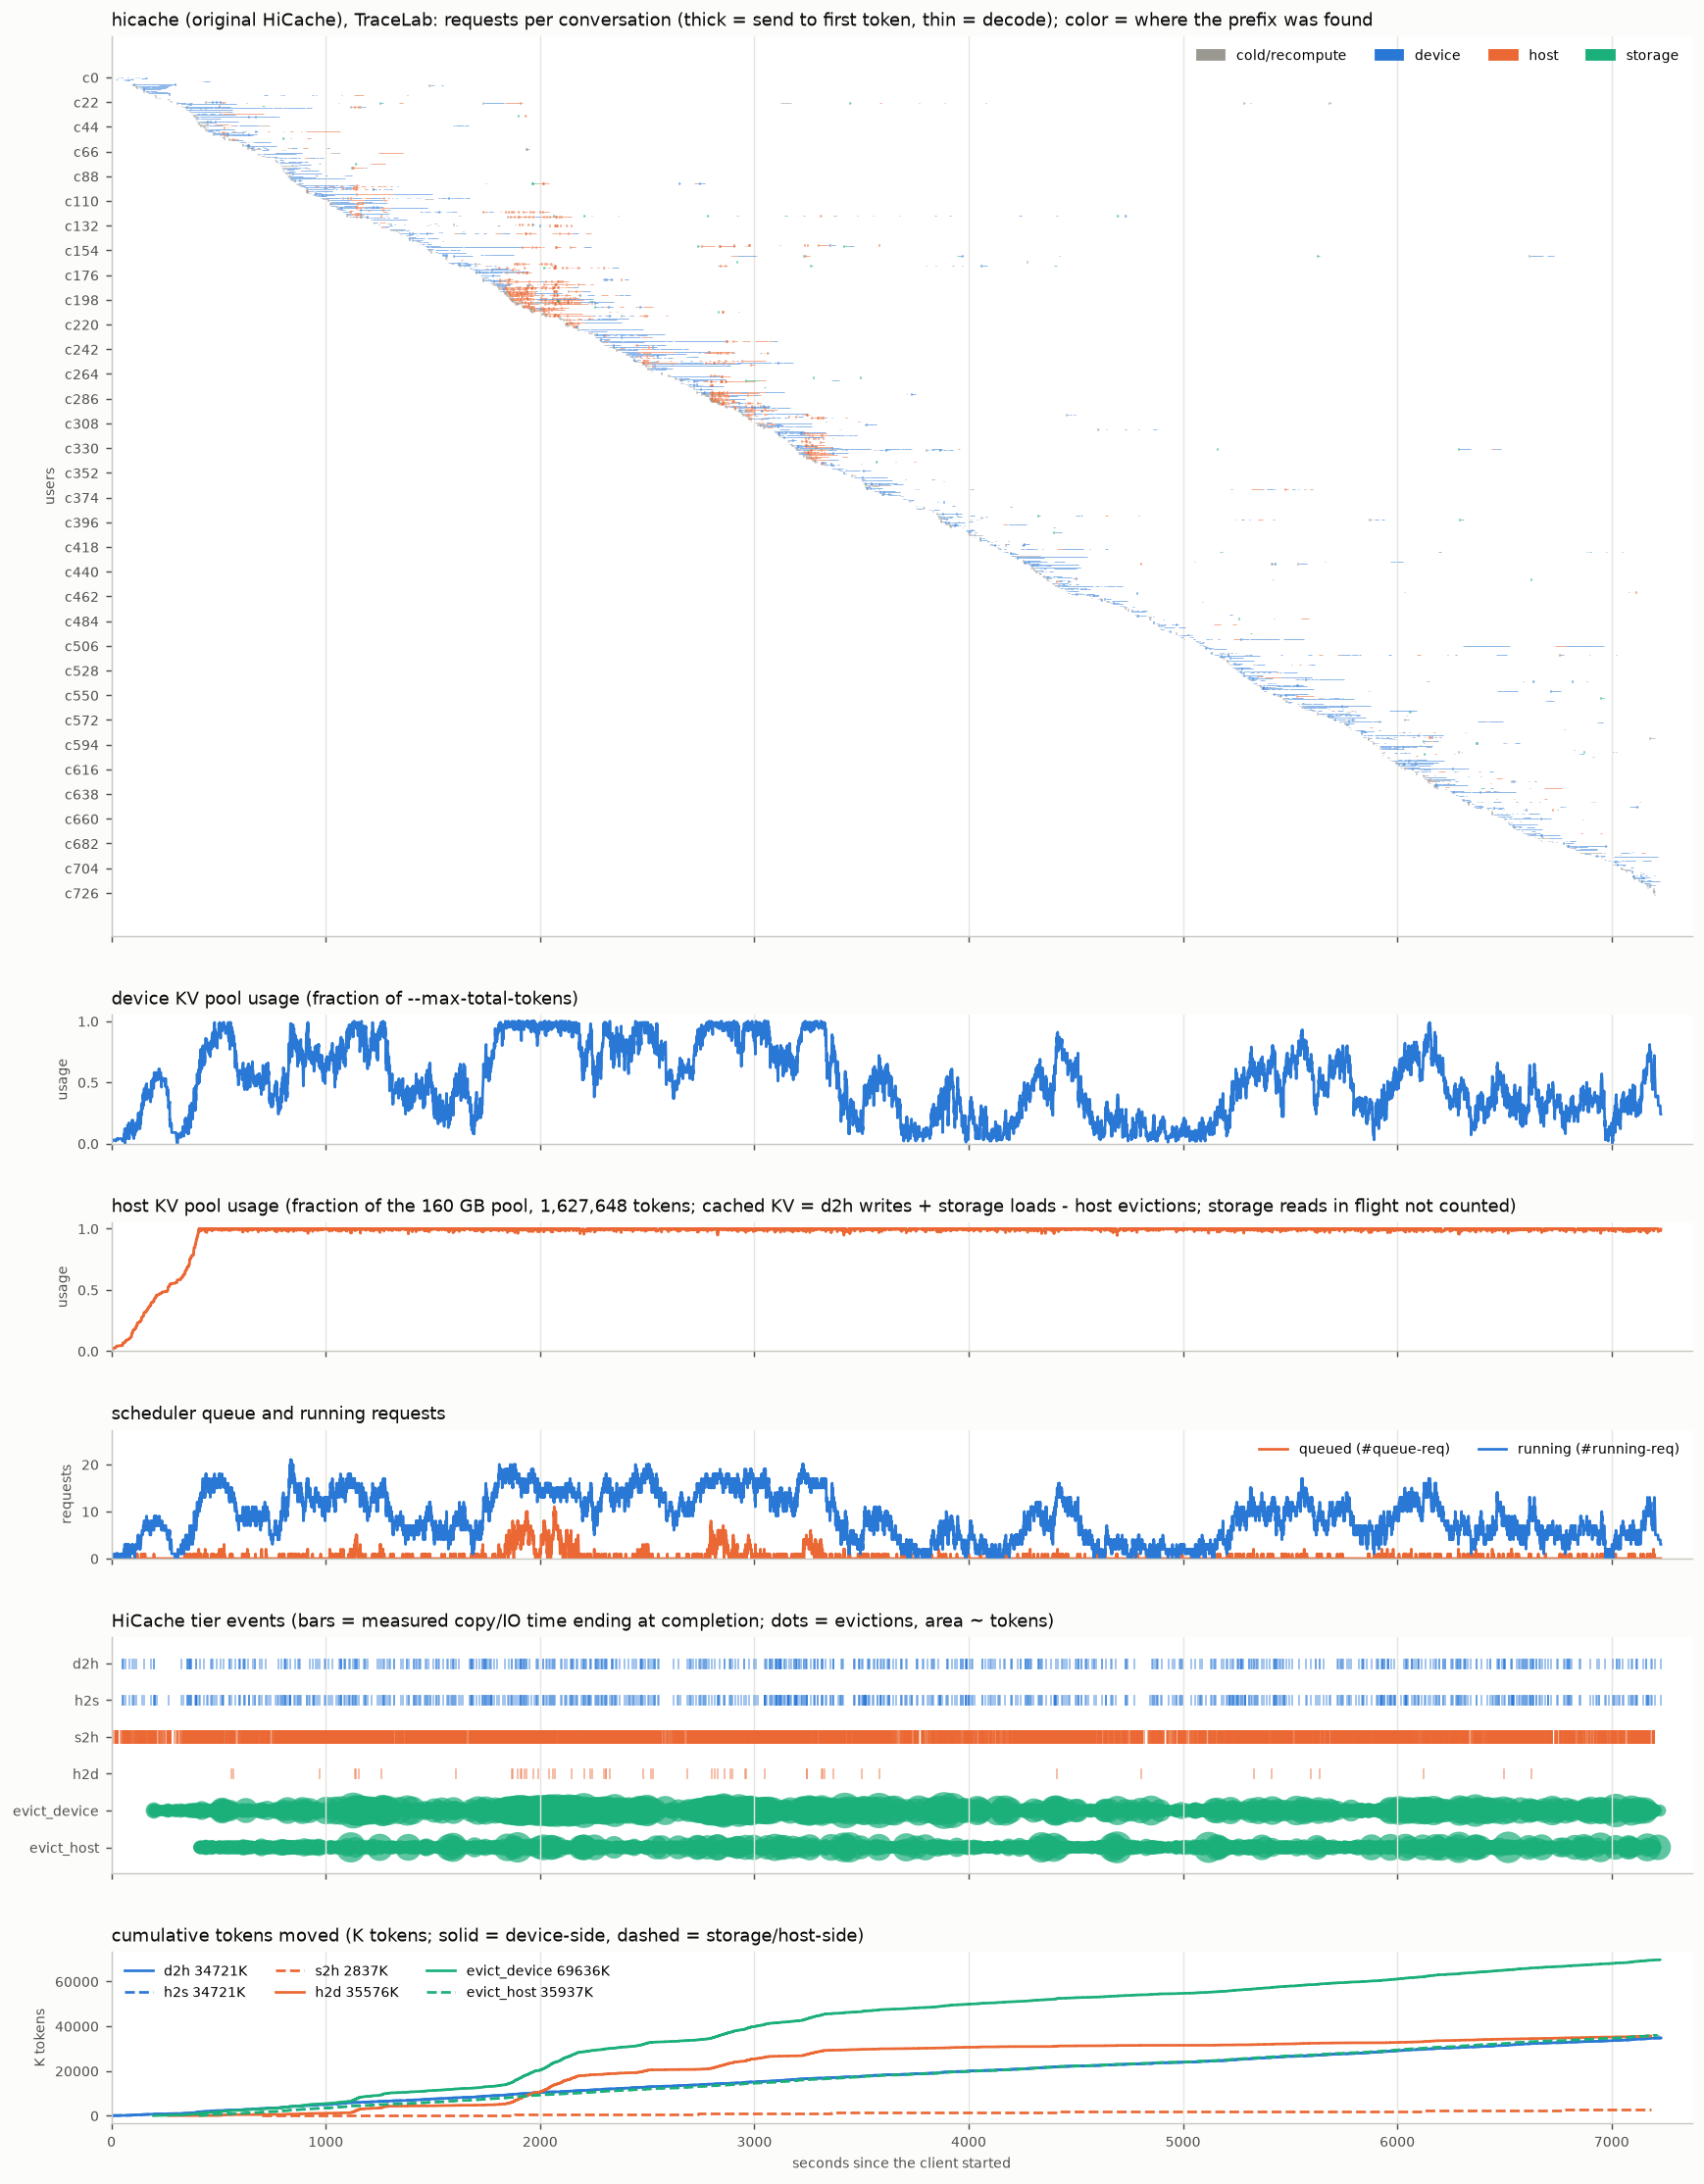 hicache (original HiCache), TraceLab: requests per conversation (thick = send to first token, thin = decode); color = where the prefix was found
cold/recompute device host storage
c0
c22
c44
c66
c88
c110
c132
c154
c176
c198
c220
c242
c264
c286
c308
c330
c352
c374
c396
c418
c440
c462
c484
c506
c528
c550
c572
c594
c616
c638
c660
c682
c704
c726
users
device KV pool usage (fraction of --max-total-tokens)
1.0
0.5
0.0
usage
host KV pool usage (fraction of the 160 GB pool, 1,627,648 tokens; cached KV = d2h writes + storage loads - host evictions; storage reads in flight not counted)
1.0
0.5
0.0
usage
scheduler queue and running requests
queued (#queue-req) running (#running-req)
20
10
0
requests
HiCache tier events (bars = measured copy/IO time ending at completion; dots = evictions, area ~ tokens)
d2h
h2s
s2h
h2d
evict_device
evict_host
cumulative tokens moved (K tokens; solid = device-side, dashed = storage/host-side)
d2h 34721K s2h 2837K evict_device 69636K
h2s 34721K h2d 35576K evict_host 35937K
60000
40000
20000
0
K tokens
0 1000 2000 3000 4000 5000 6000 7000
seconds since the client started